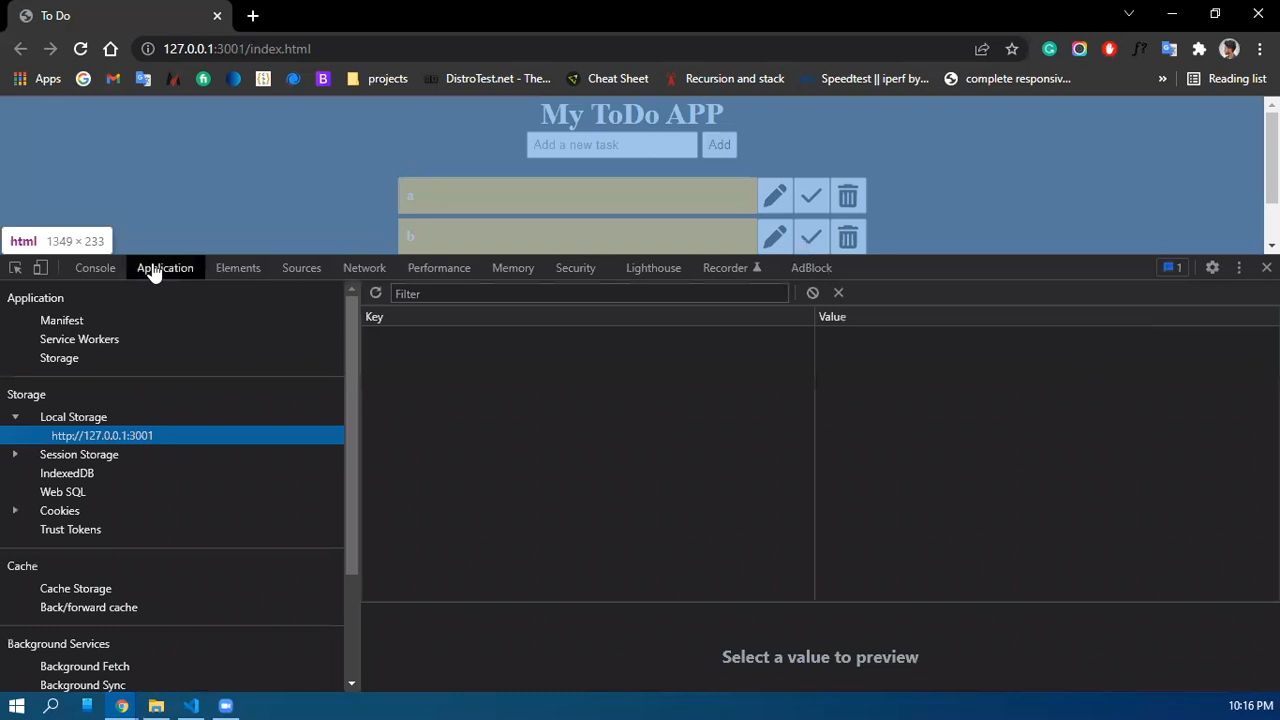 To Do
127.0.0.1:3001/index.html
Apps
projects
DistroTest.net - The...
Cheat Sheet
Recursion and stack
Speedtest || iperf by...
complete responsiv...
»
Reading list
My ToDo APP
Add a new task
Add
a
b
html 1349 × 233
Console
Application
Elements
Sources
Network
Performance
Memory
Security
Lighthouse
Recorder
AdBlock
1
Application
Manifest
Service Workers
Storage
Storage
Local Storage
http://127.0.0.1:3001
Session Storage
IndexedDB
Web SQL
Cookies
Trust Tokens
Cache
Cache Storage
Back/forward cache
Background Services
Background Fetch
Background Sync
Filter
Key
Value
Select a value to preview
10:16 PM